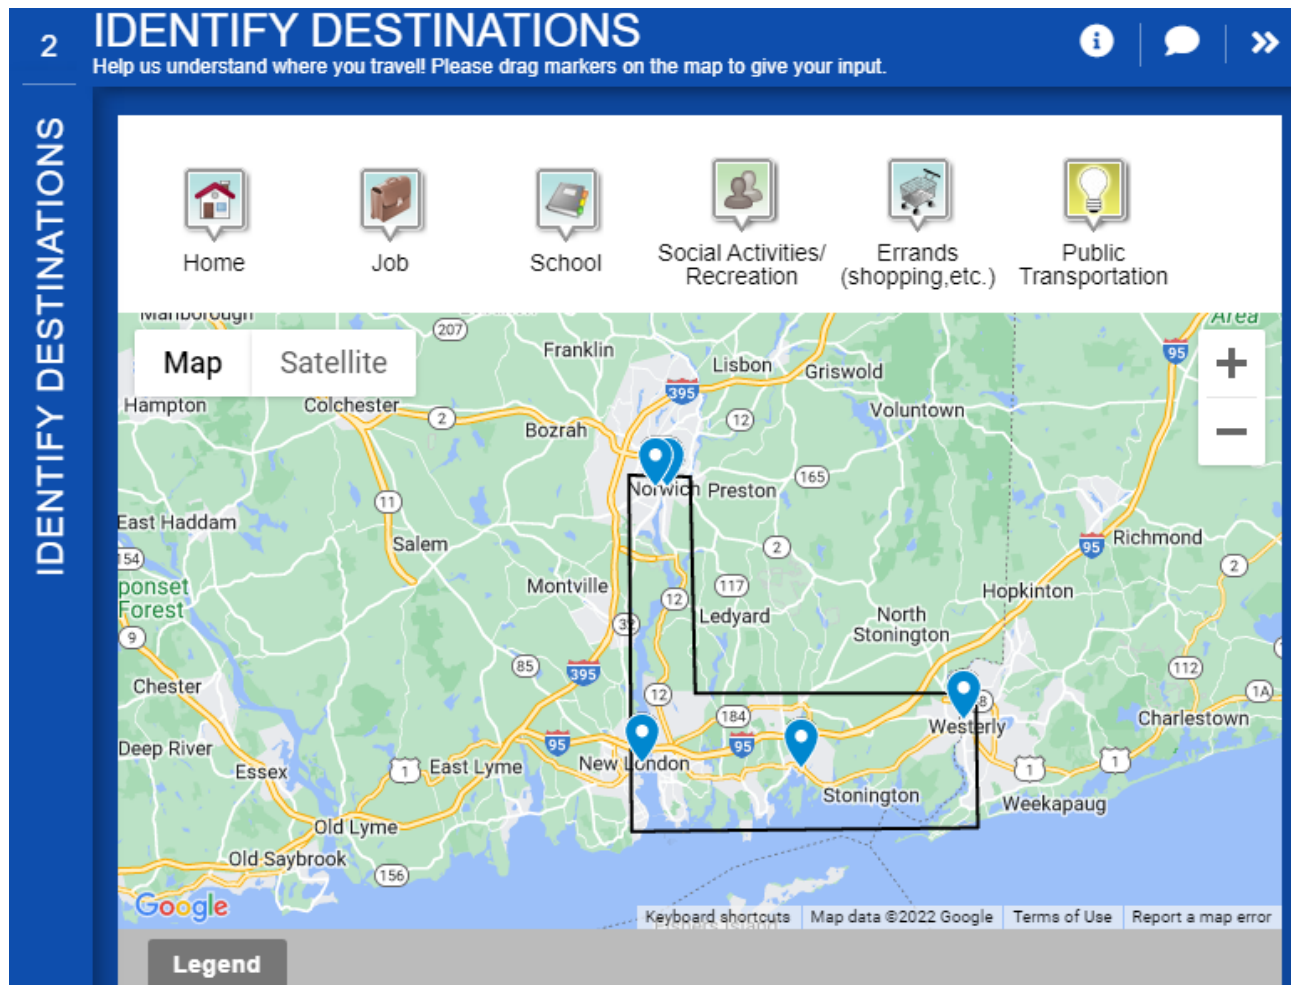 2
IDENTIFY DESTINATIONS
Help us understand where you travel! Please drag markers on the map to give your input.
IDENTIFY DESTINATIONS
Home
Job
School
Social Activities/
Recreation
Errands
(shopping,etc.)
Public
Transportation
Marlborough
207
Area
Map
Satellite
Franklin
Lisbon
Griswold
95
+
−
395
Hampton
Colchester
2
12
Voluntown
Bozrah
Norwich
Preston
165
11
East Haddam
Salem
154
2
95
Richmond
2
ponset
Forest
Montville
117
12
Hopkinton
9
Ledyard
North
Stonington
85
395
112
Chester
12
1A
184
Westerly
Charlestown
Deep River
95
95
New London
Essex
1
East Lyme
1
1
Stonington
Weekapaug
Old Lyme
Old Saybrook
156
Google
Keyboard shortcuts
Map data ©2022 Google
Terms of Use
Report a map error
Legend